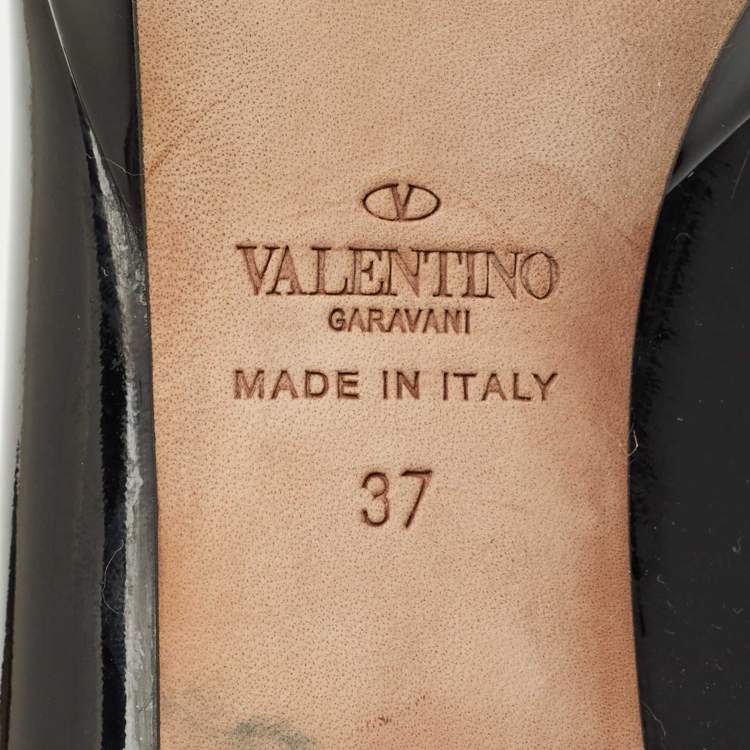 V
VALENTINO
GARAVANI
MADE IN ITALY
37